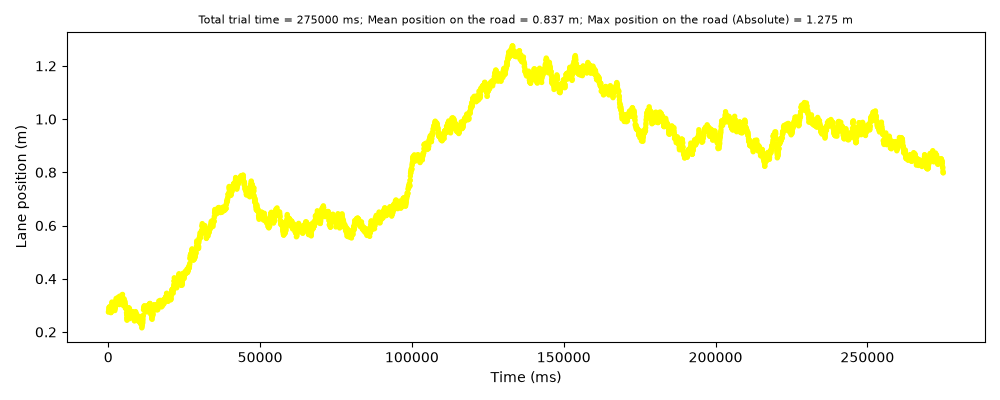 Total trial time = 275000 ms; Mean position on the road = 0.837 m; Max position on the road (Absolute) = 1.275 m
Lane position (m)
1.2
1.0
0.8
0.6
0.4
0.2
0 50000 100000 150000 200000 250000
Time (ms)